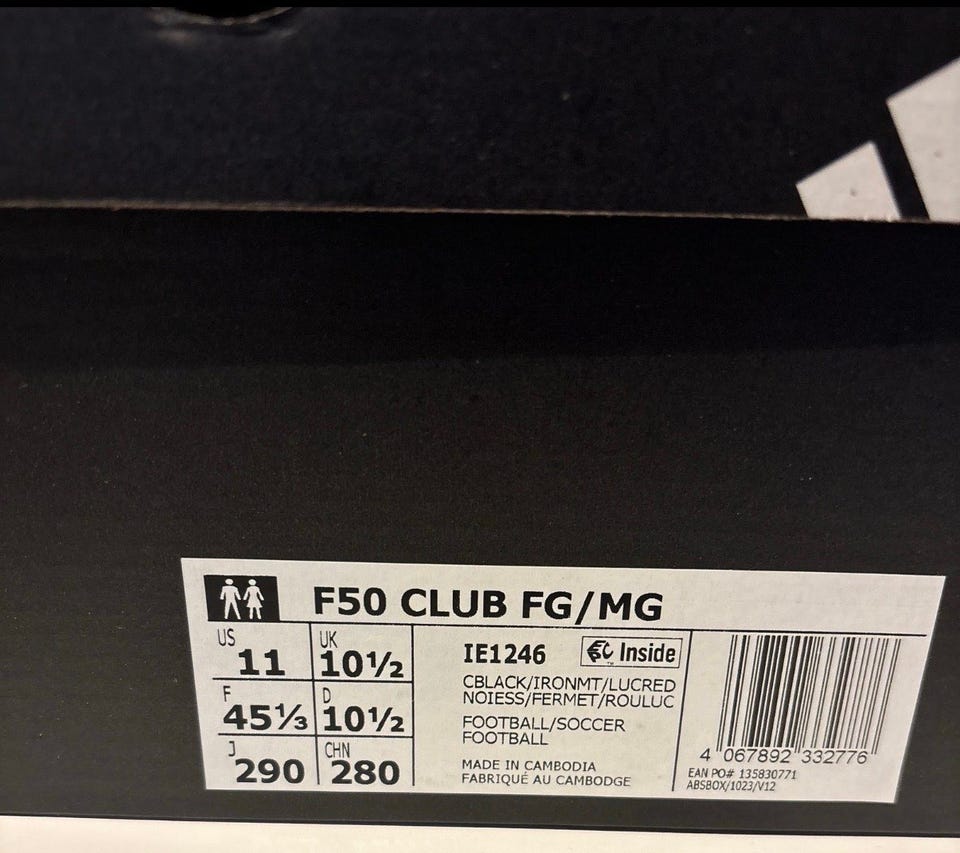 F50 CLUB FG/MG
US 11
UK 10½
F 45⅓
D 10½
J 290
CHN 280
IE1246
Inside
CBLACK/IRONMT/LUCRED
NOIESS/FERMET/ROULUC
FOOTBALL/SOCCER
FOOTBALL
MADE IN CAMBODIA
FABRIQUÉ AU CAMBODGE
4 067892 332776
EAN PO# 135830771
ABSBOX/1023/V12